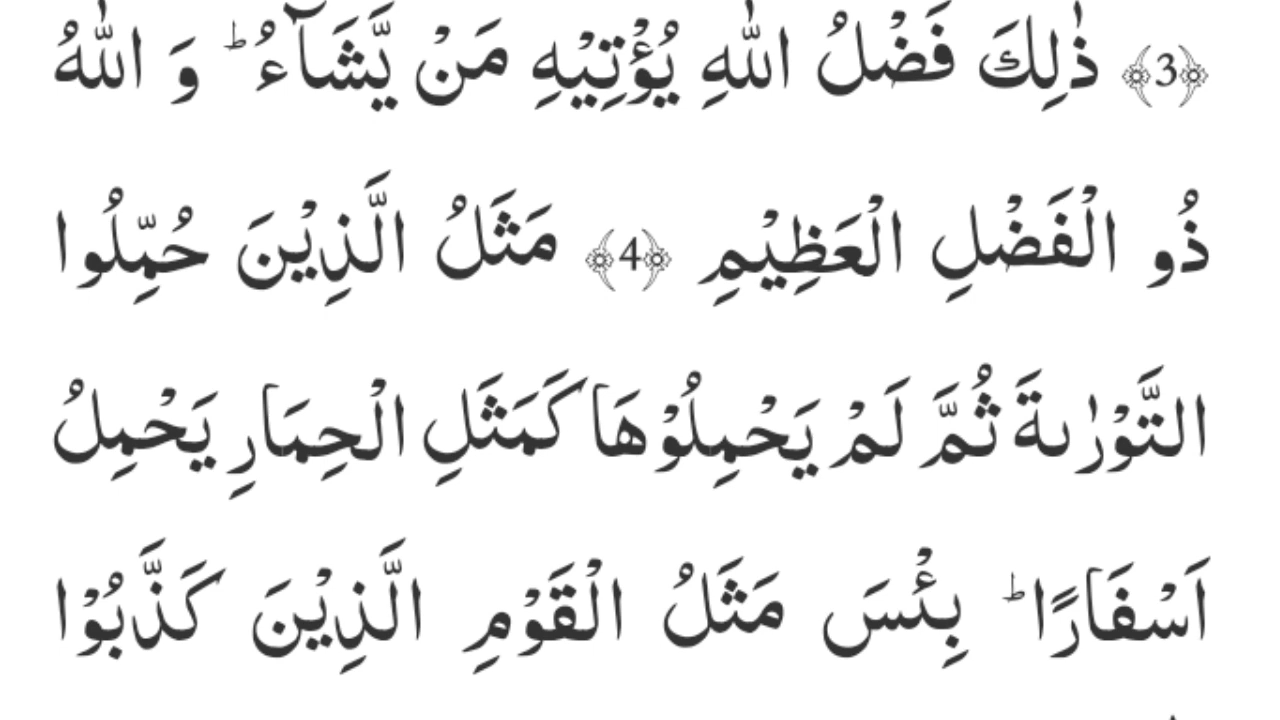 ﴿3﴾ ذٰلِكَ فَضْلُ اللّٰهِ يُؤْتِيْهِ مَنْ يَّشَآءُ ؕ وَ اللّٰهُ
ذُو الْفَضْلِ الْعَظِيْمِ ﴿4﴾ مَثَلُ الَّذِيْنَ حُمِّلُوا
التَّوْرٰىةَ ثُمَّ لَمْ يَحْمِلُوْهَا كَمَثَلِ الْحِمَارِ يَحْمِلُ
اَسْفَارًا ؕ بِئْسَ مَثَلُ الْقَوْمِ الَّذِيْنَ كَذَّبُوْا